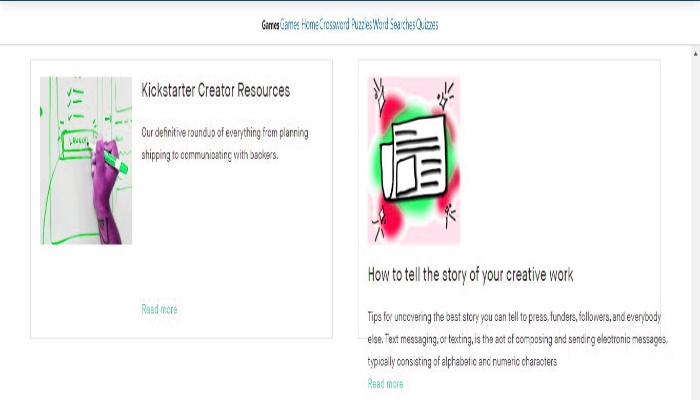 Games Games Home Crossword Puzzles Word Searches Quizzes
Kickstarter Creator Resources
Our definitive roundup of everything from planning
shipping to communicating with backers.
Read more
How to tell the story of your creative work
Tips for uncovering the best story you can tell to press, funders, followers, and everybody
else. Text messaging, or texting, is the act of composing and sending electronic messages,
typically consisting of alphabetic and numeric characters
Read more